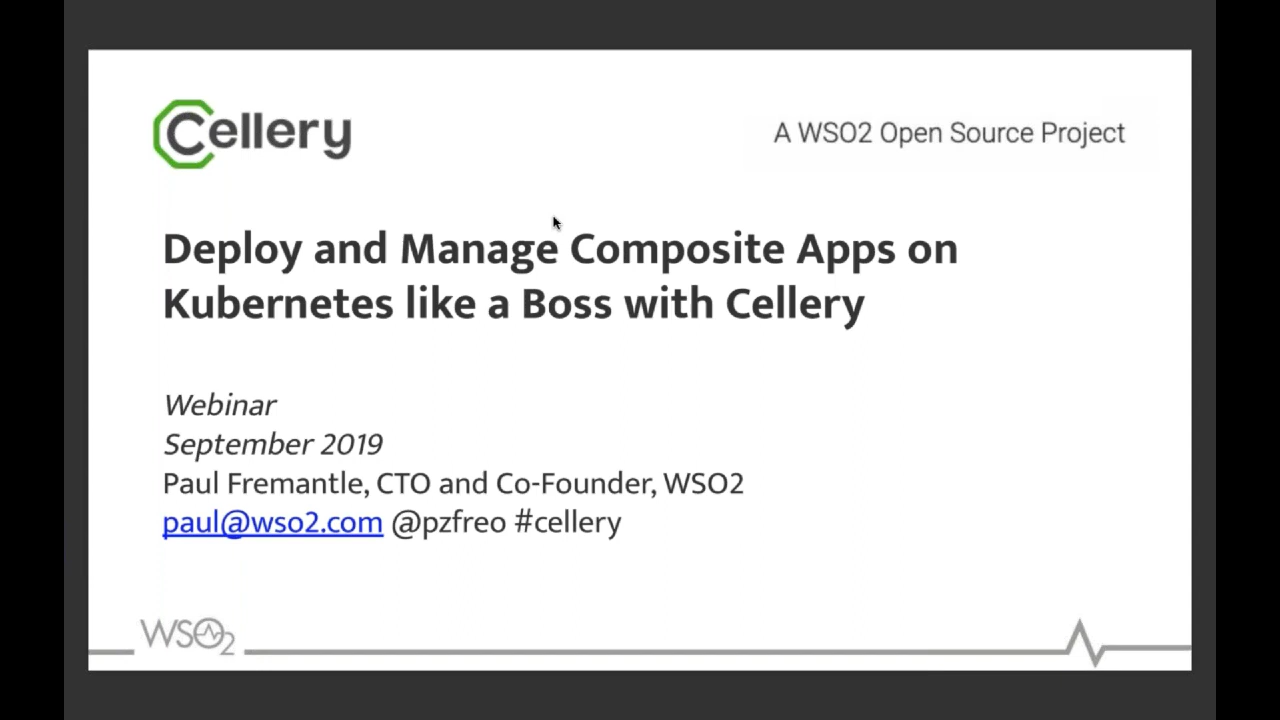 Cellery
A WSO2 Open Source Project
Deploy and Manage Composite Apps on
Kubernetes like a Boss with Cellery
Webinar
September 2019
Paul Fremantle, CTO and Co-Founder, WSO2
paul@wso2.com @pzfreo #cellery
WSO2